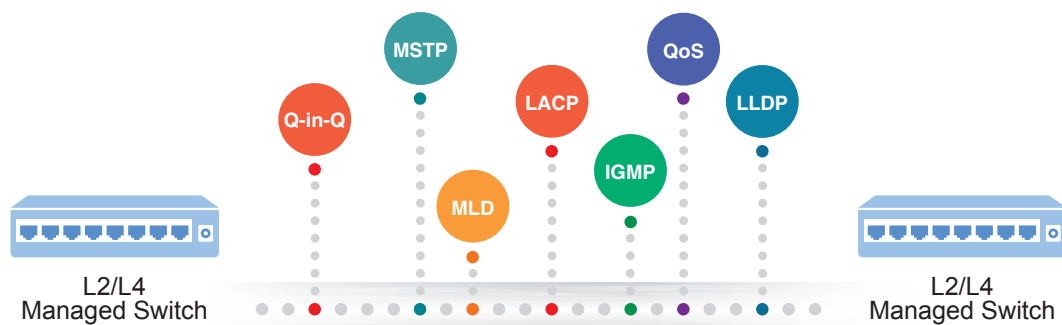 MSTP
QoS
Q-in-Q
LACP
LLDP
IGMP
MLD
L2/L4
Managed Switch
L2/L4
Managed Switch